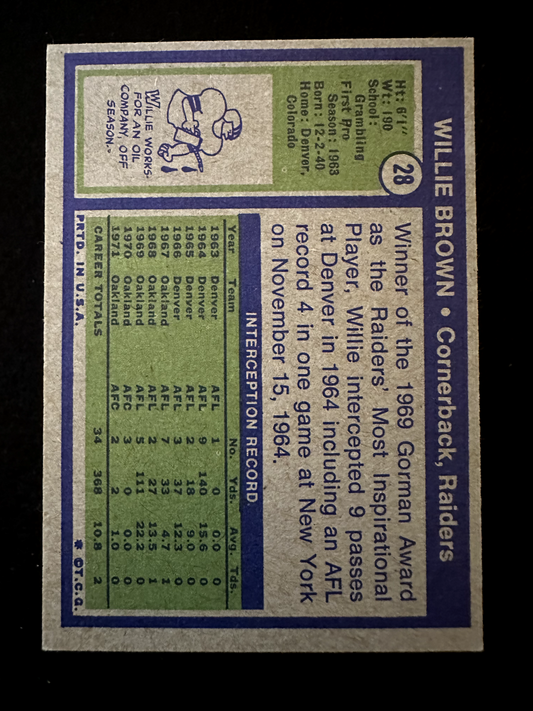 WILLIE BROWN • Cornerback, Raiders
28
Ht: 6'1"
Wt: 190
School:
Grambling
First Pro
Season: 1963
Born: 12-2-40
Home: Denver,
Colorado
WILLIE WORKS
FOR AN OIL
COMPANY, OFF
SEASON.
Winner of the 1969 Gorman Award
as the Raiders' Most Inspirational
Player, Willie intercepted 9 passes
at Denver in 1964 including an AFL
record 4 in one game at New York
on November 15, 1964.
INTERCEPTION RECORD
Year Team No. Yds. Avg. Tds.
1963 Denver AFL 1 0 0.0 0
1964 Denver AFL 9 140 15.6 0
1965 Denver AFL 2 18 9.0 0
1966 Denver AFL 3 37 12.3 0
1967 Oakland AFL 7 33 4.7 1
1968 Oakland AFL 2 27 13.5 1
1969 Oakland AFL 5 111 22.2 0
1970 Oakland AFC 3 0 0.0 0
1971 Oakland AFC 2 2 1.0 0
CAREER TOTALS 34 368 10.8 2
PRTD. IN U.S.A. * © T.C.G.